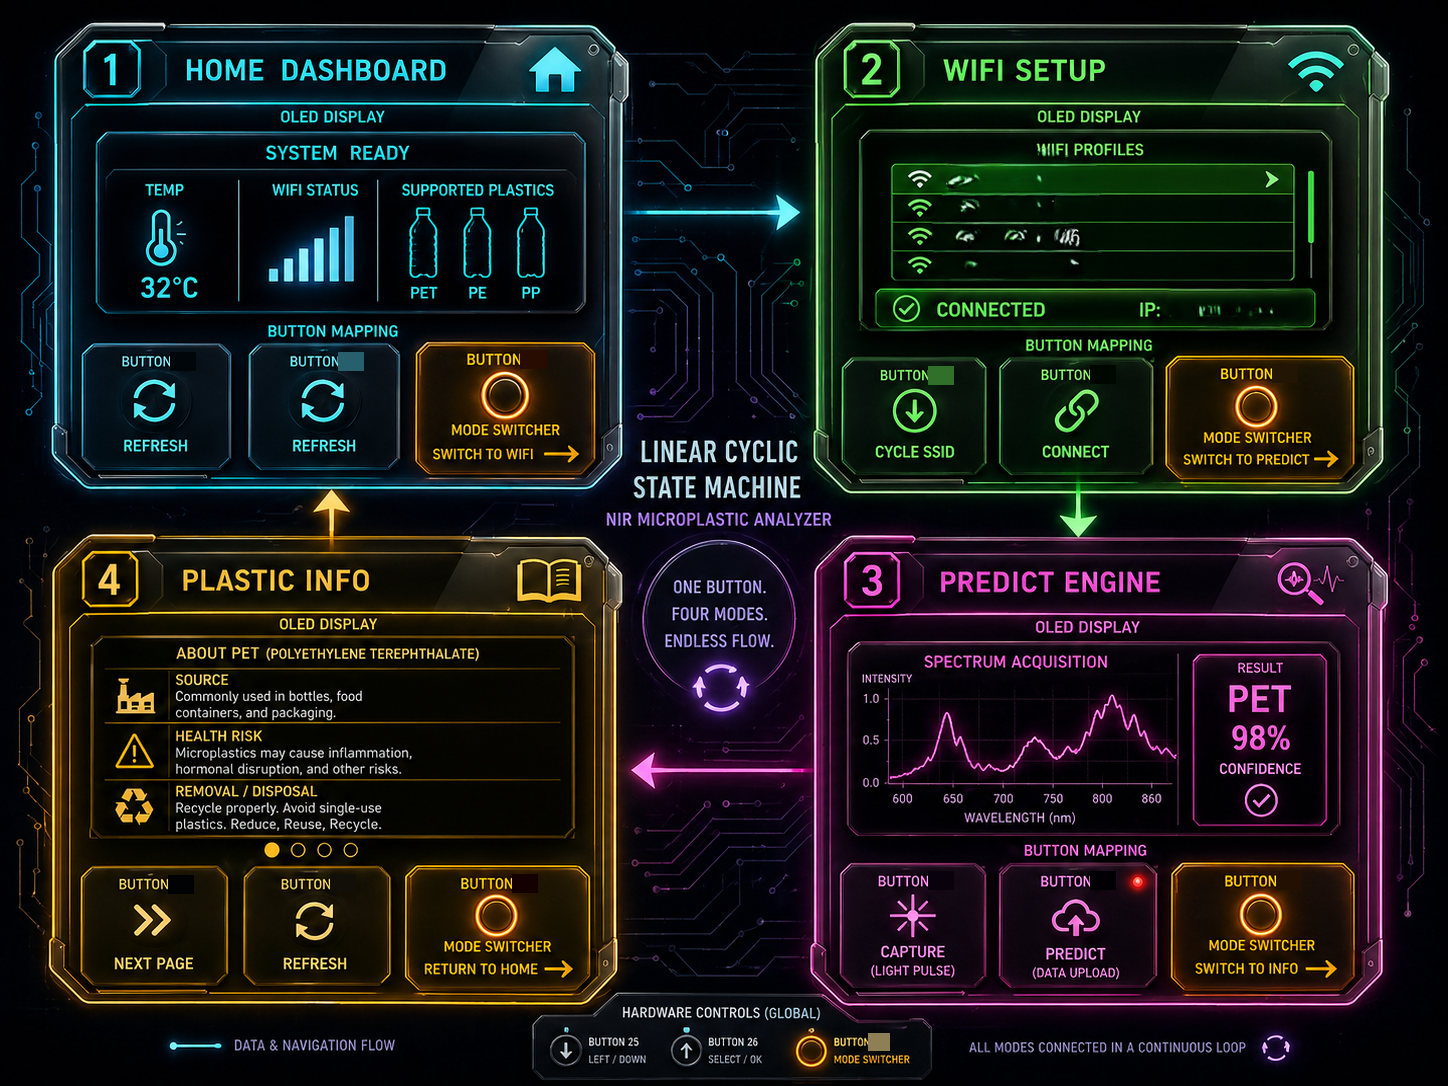 1 HOME DASHBOARD
OLED DISPLAY
SYSTEM READY
TEMP
32°C
WIFI STATUS
SUPPORTED PLASTICS
PET PE PP
BUTTON MAPPING
BUTTON
REFRESH
BUTTON
REFRESH
BUTTON
MODE SWITCHER
SWITCH TO WIFI
2 WIFI SETUP
OLED DISPLAY
WIFI PROFILES
CONNECTED IP:
BUTTON MAPPING
BUTTON
CYCLE SSID
BUTTON
CONNECT
BUTTON
MODE SWITCHER
SWITCH TO PREDICT
LINEAR CYCLIC
STATE MACHINE
NIR MICROPLASTIC ANALYZER
ONE BUTTON.
FOUR MODES.
ENDLESS FLOW.
3 PREDICT ENGINE
OLED DISPLAY
SPECTRUM ACQUISITION
INTENSITY
1.0
0.5
0.0
600 650 700 750 800 860
WAVELENGTH (nm)
RESULT
PET
98%
CONFIDENCE
BUTTON MAPPING
BUTTON
CAPTURE
(LIGHT PULSE)
BUTTON
PREDICT
(DATA UPLOAD)
BUTTON
MODE SWITCHER
SWITCH TO INFO
4 PLASTIC INFO
OLED DISPLAY
ABOUT PET (POLYETHYLENE TEREPHTHALATE)
SOURCE
Commonly used in bottles, food
containers, and packaging.
HEALTH RISK
Microplastics may cause inflammation,
hormonal disruption, and other risks.
REMOVAL / DISPOSAL
Recycle properly. Avoid single-use
plastics. Reduce, Reuse, Recycle.
BUTTON
NEXT PAGE
BUTTON
REFRESH
BUTTON
MODE SWITCHER
RETURN TO HOME
DATA & NAVIGATION FLOW
HARDWARE CONTROLS (GLOBAL)
BUTTON 25
LEFT / DOWN
BUTTON 26
SELECT / OK
BUTTON
MODE SWITCHER
ALL MODES CONNECTED IN A CONTINUOUS LOOP